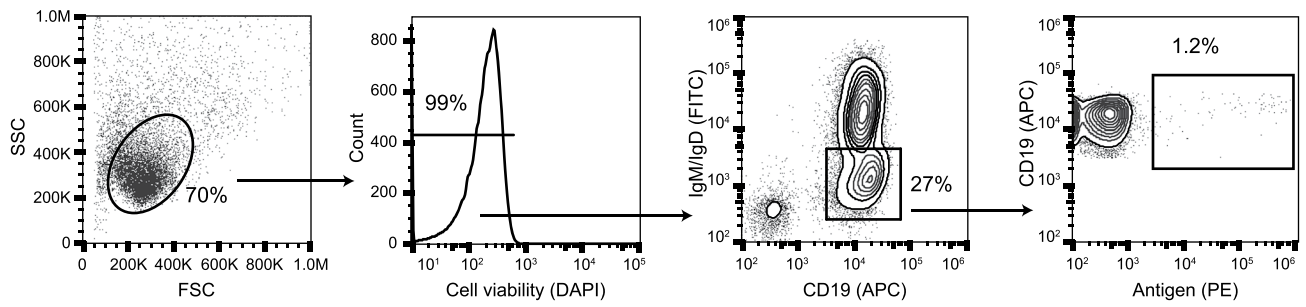 1.0M
800K
600K
400K
200K
0
SSC
70%
0 200K 400K 600K 800K 1.0M
FSC
800
600
400
200
0
Count
99%
10¹ 10² 10³ 10⁴ 10⁵
Cell viability (DAPI)
10⁶
10⁵
10⁴
10³
10²
IgM/IgD (FITC)
27%
10² 10³ 10⁴ 10⁵ 10⁶
CD19 (APC)
10⁶
10⁵
10⁴
10³
10²
CD19 (APC)
1.2%
10² 10³ 10⁴ 10⁵ 10⁶
Antigen (PE)